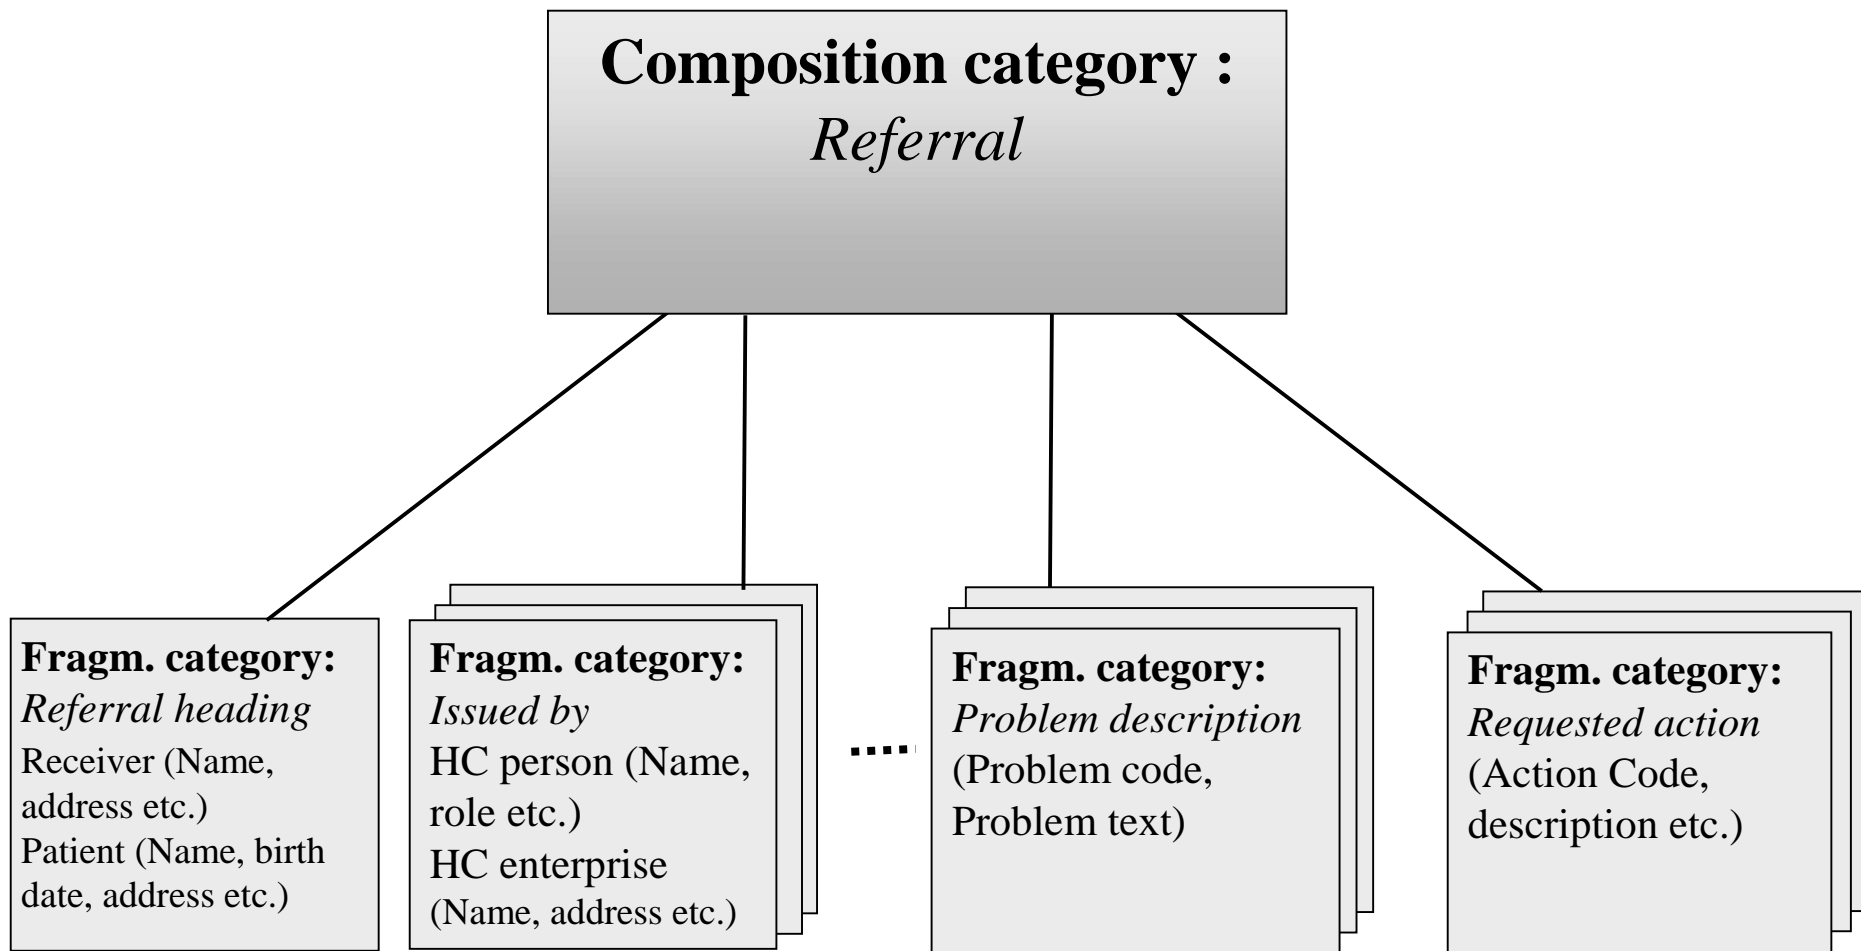 Composition category :
Referral
Fragm. category:
Referral heading
Receiver (Name,
address etc.)
Patient (Name, birth
date, address etc.)
Fragm. category:
Issued by
HC person (Name,
role etc.)
HC enterprise
(Name, address etc.)
Fragm. category:
Problem description
(Problem code,
Problem text)
Fragm. category:
Requested action
(Action Code,
description etc.)